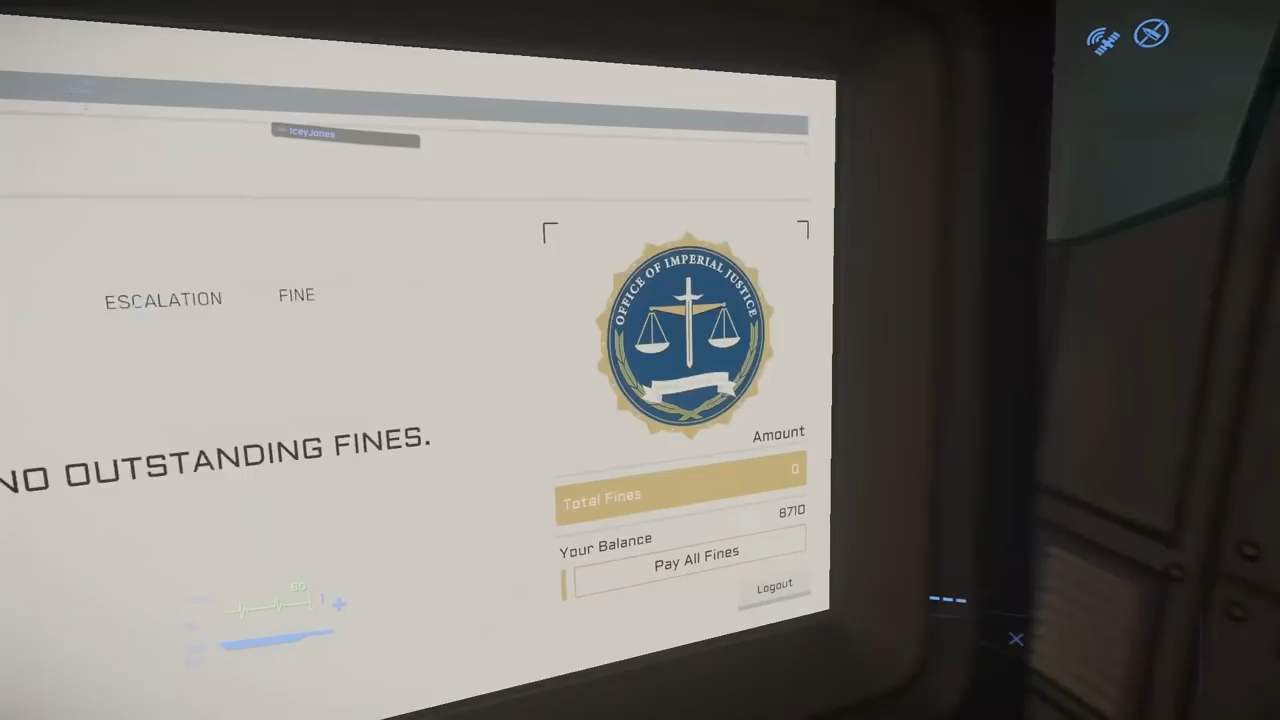 IceyJones
OFFICE OF IMPERIAL JUSTICE
ESCALATION
FINE
NO OUTSTANDING FINES.
Amount
Total Fines
0
8710
Your Balance
Pay All Fines
Logout
60